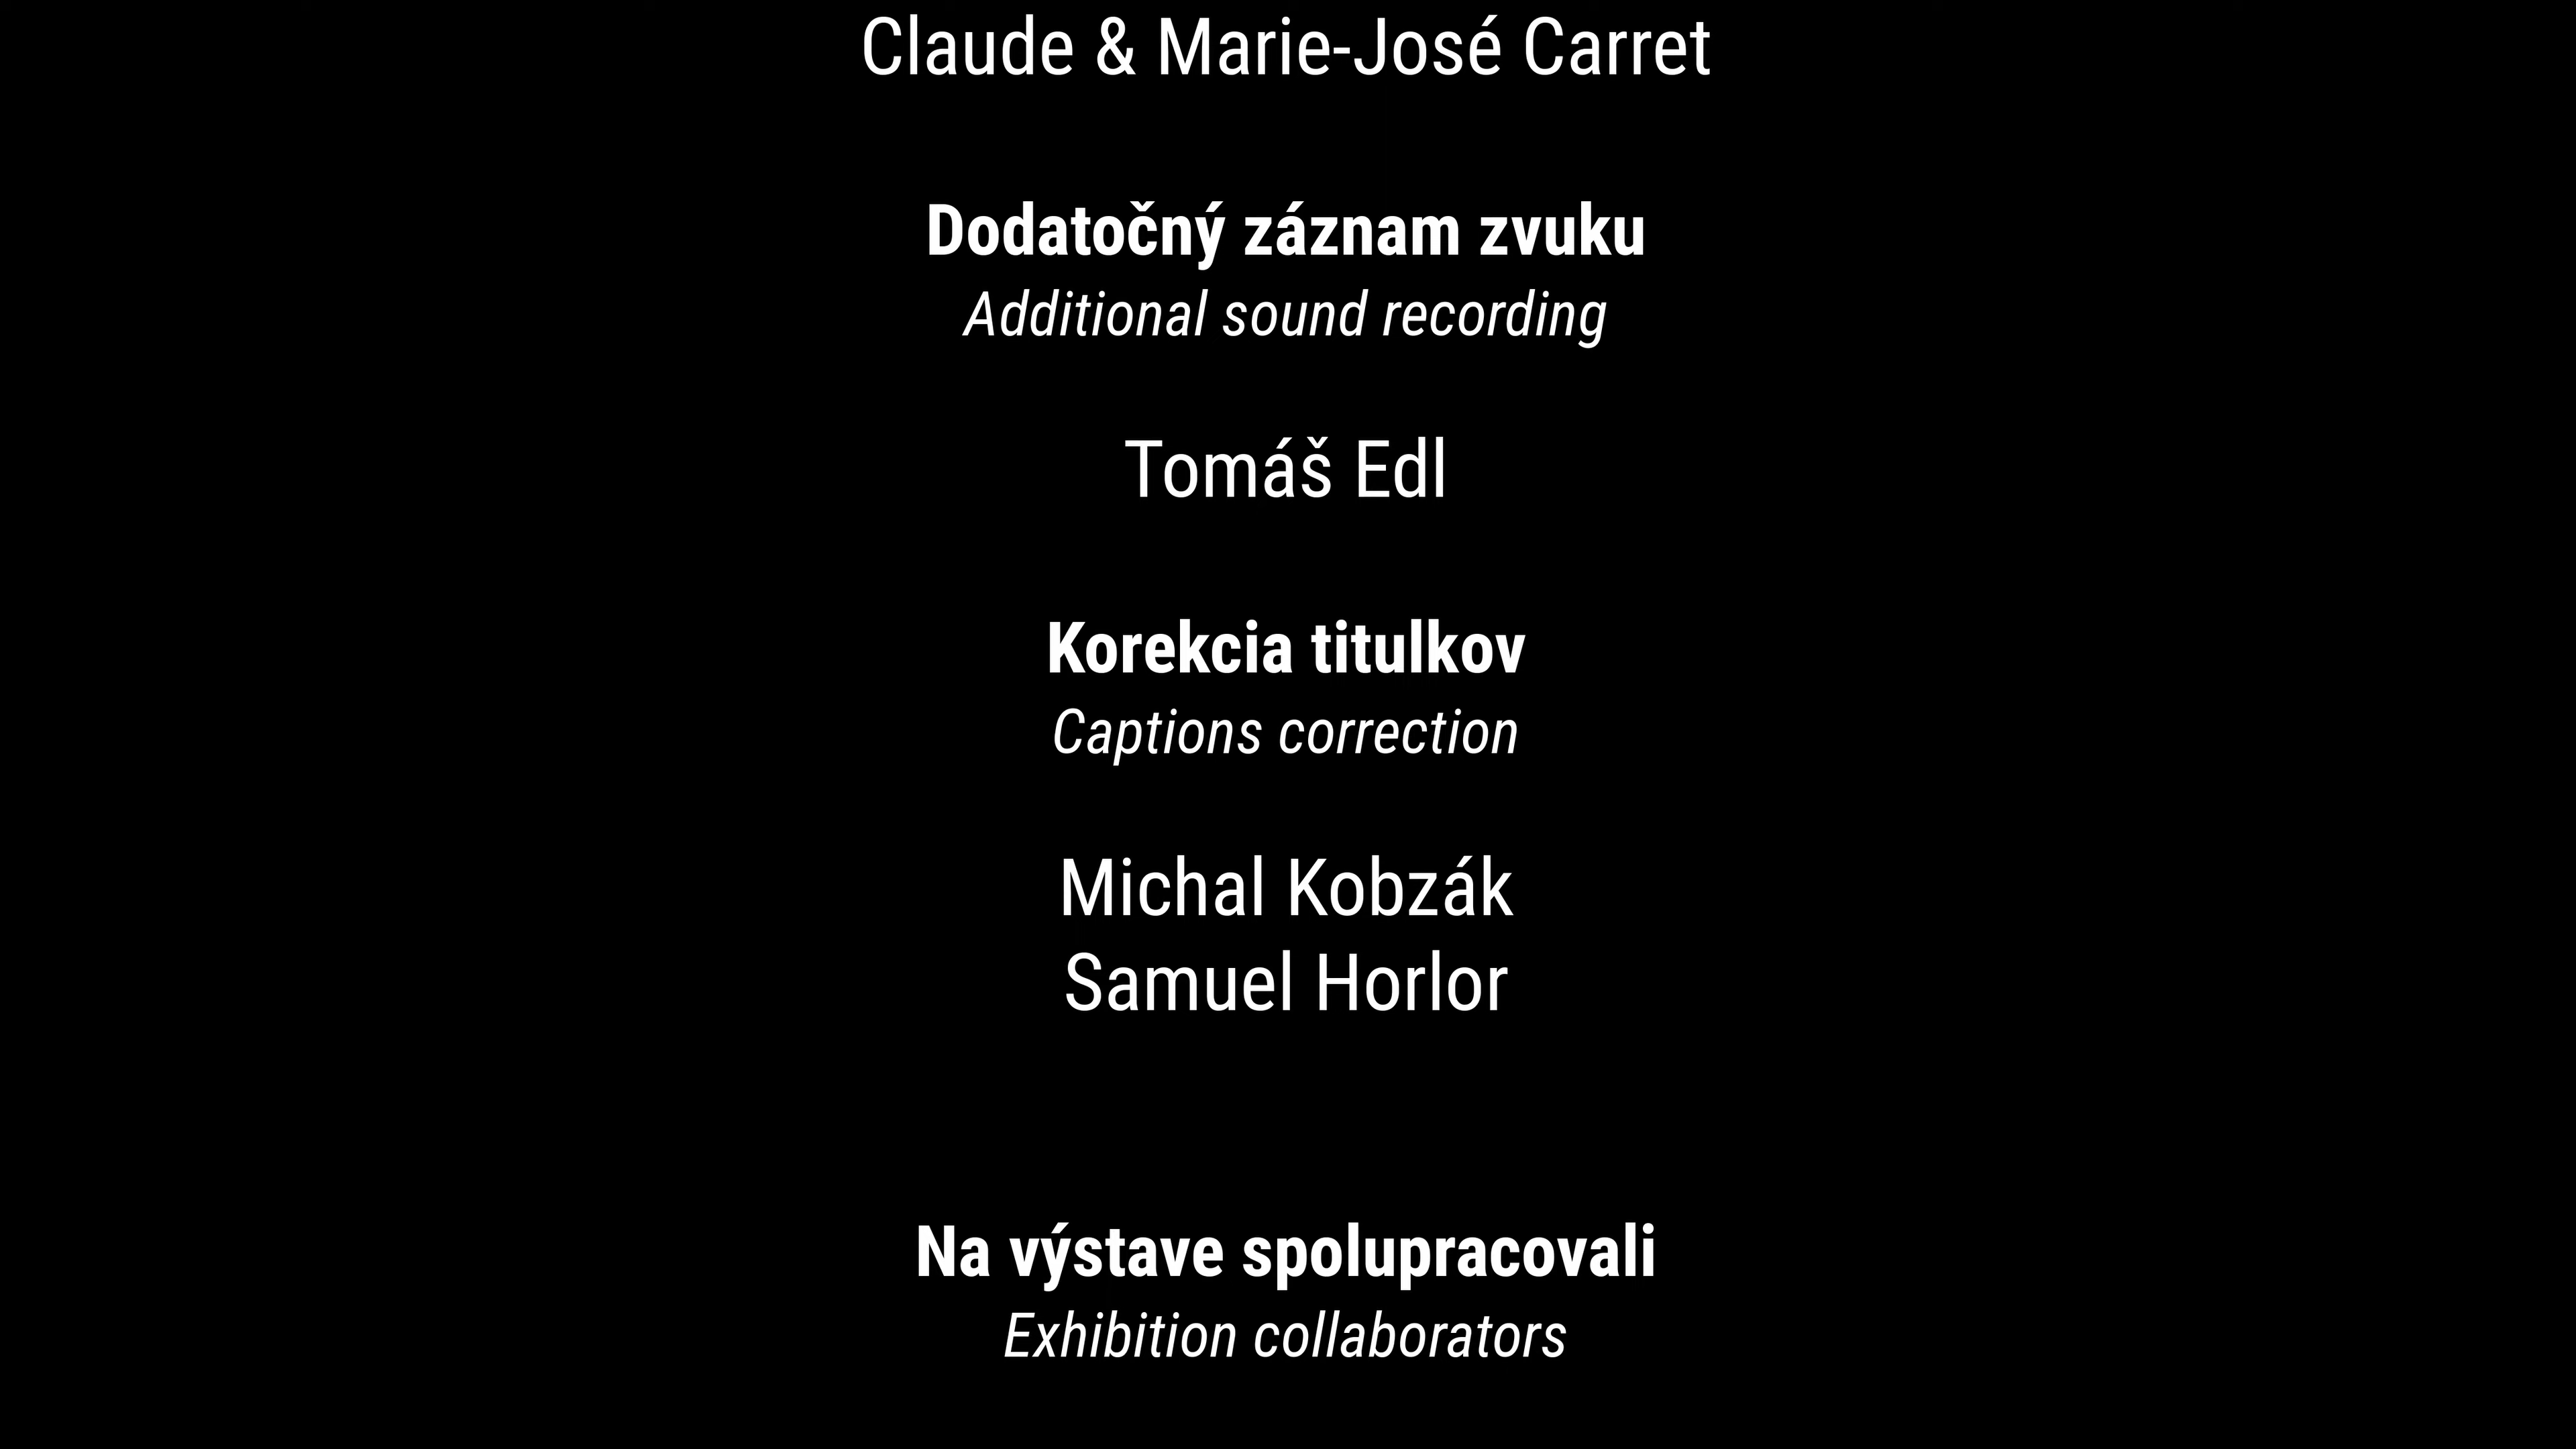 Claude & Marie-José Carret
Dodatočný záznam zvuku
Additional sound recording
Tomáš Edl
Korekcia titulkov
Captions correction
Michal Kobzák
Samuel Horlor
Na výstave spolupracovali
Exhibition collaborators